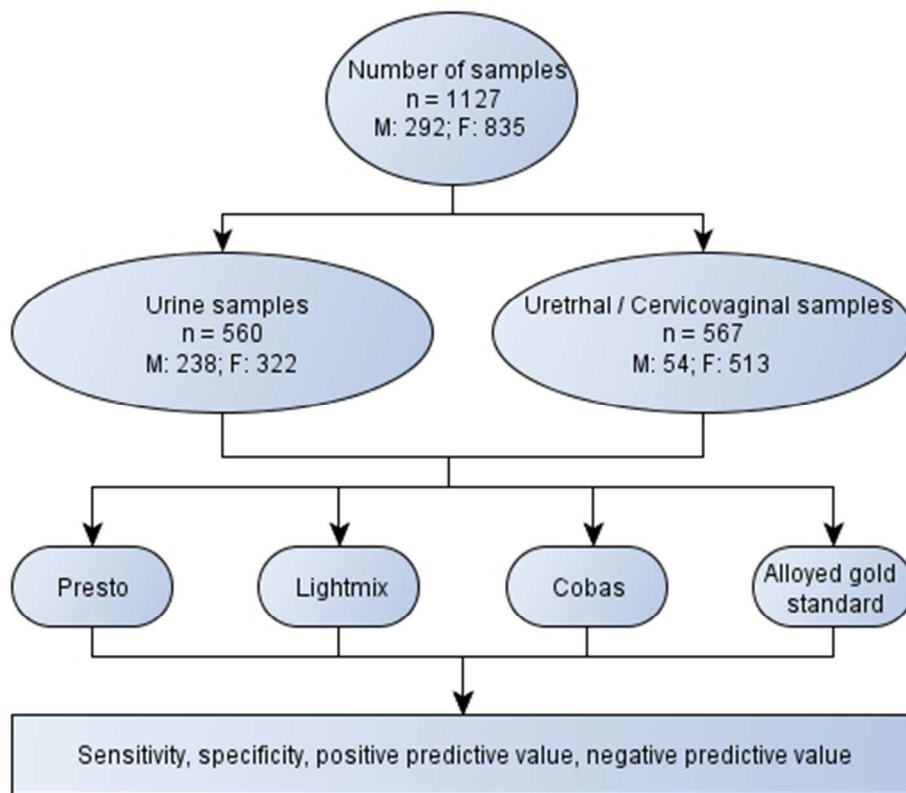 Number of samples
n = 1127
M: 292; F: 835
Urine samples
n = 560
M: 238; F: 322
Uretrhal / Cervicovaginal samples
n = 567
M: 54; F: 513
Presto
Lightmix
Cobas
Alloyed gold
standard
Sensitivity, specificity, positive predictive value, negative predictive value